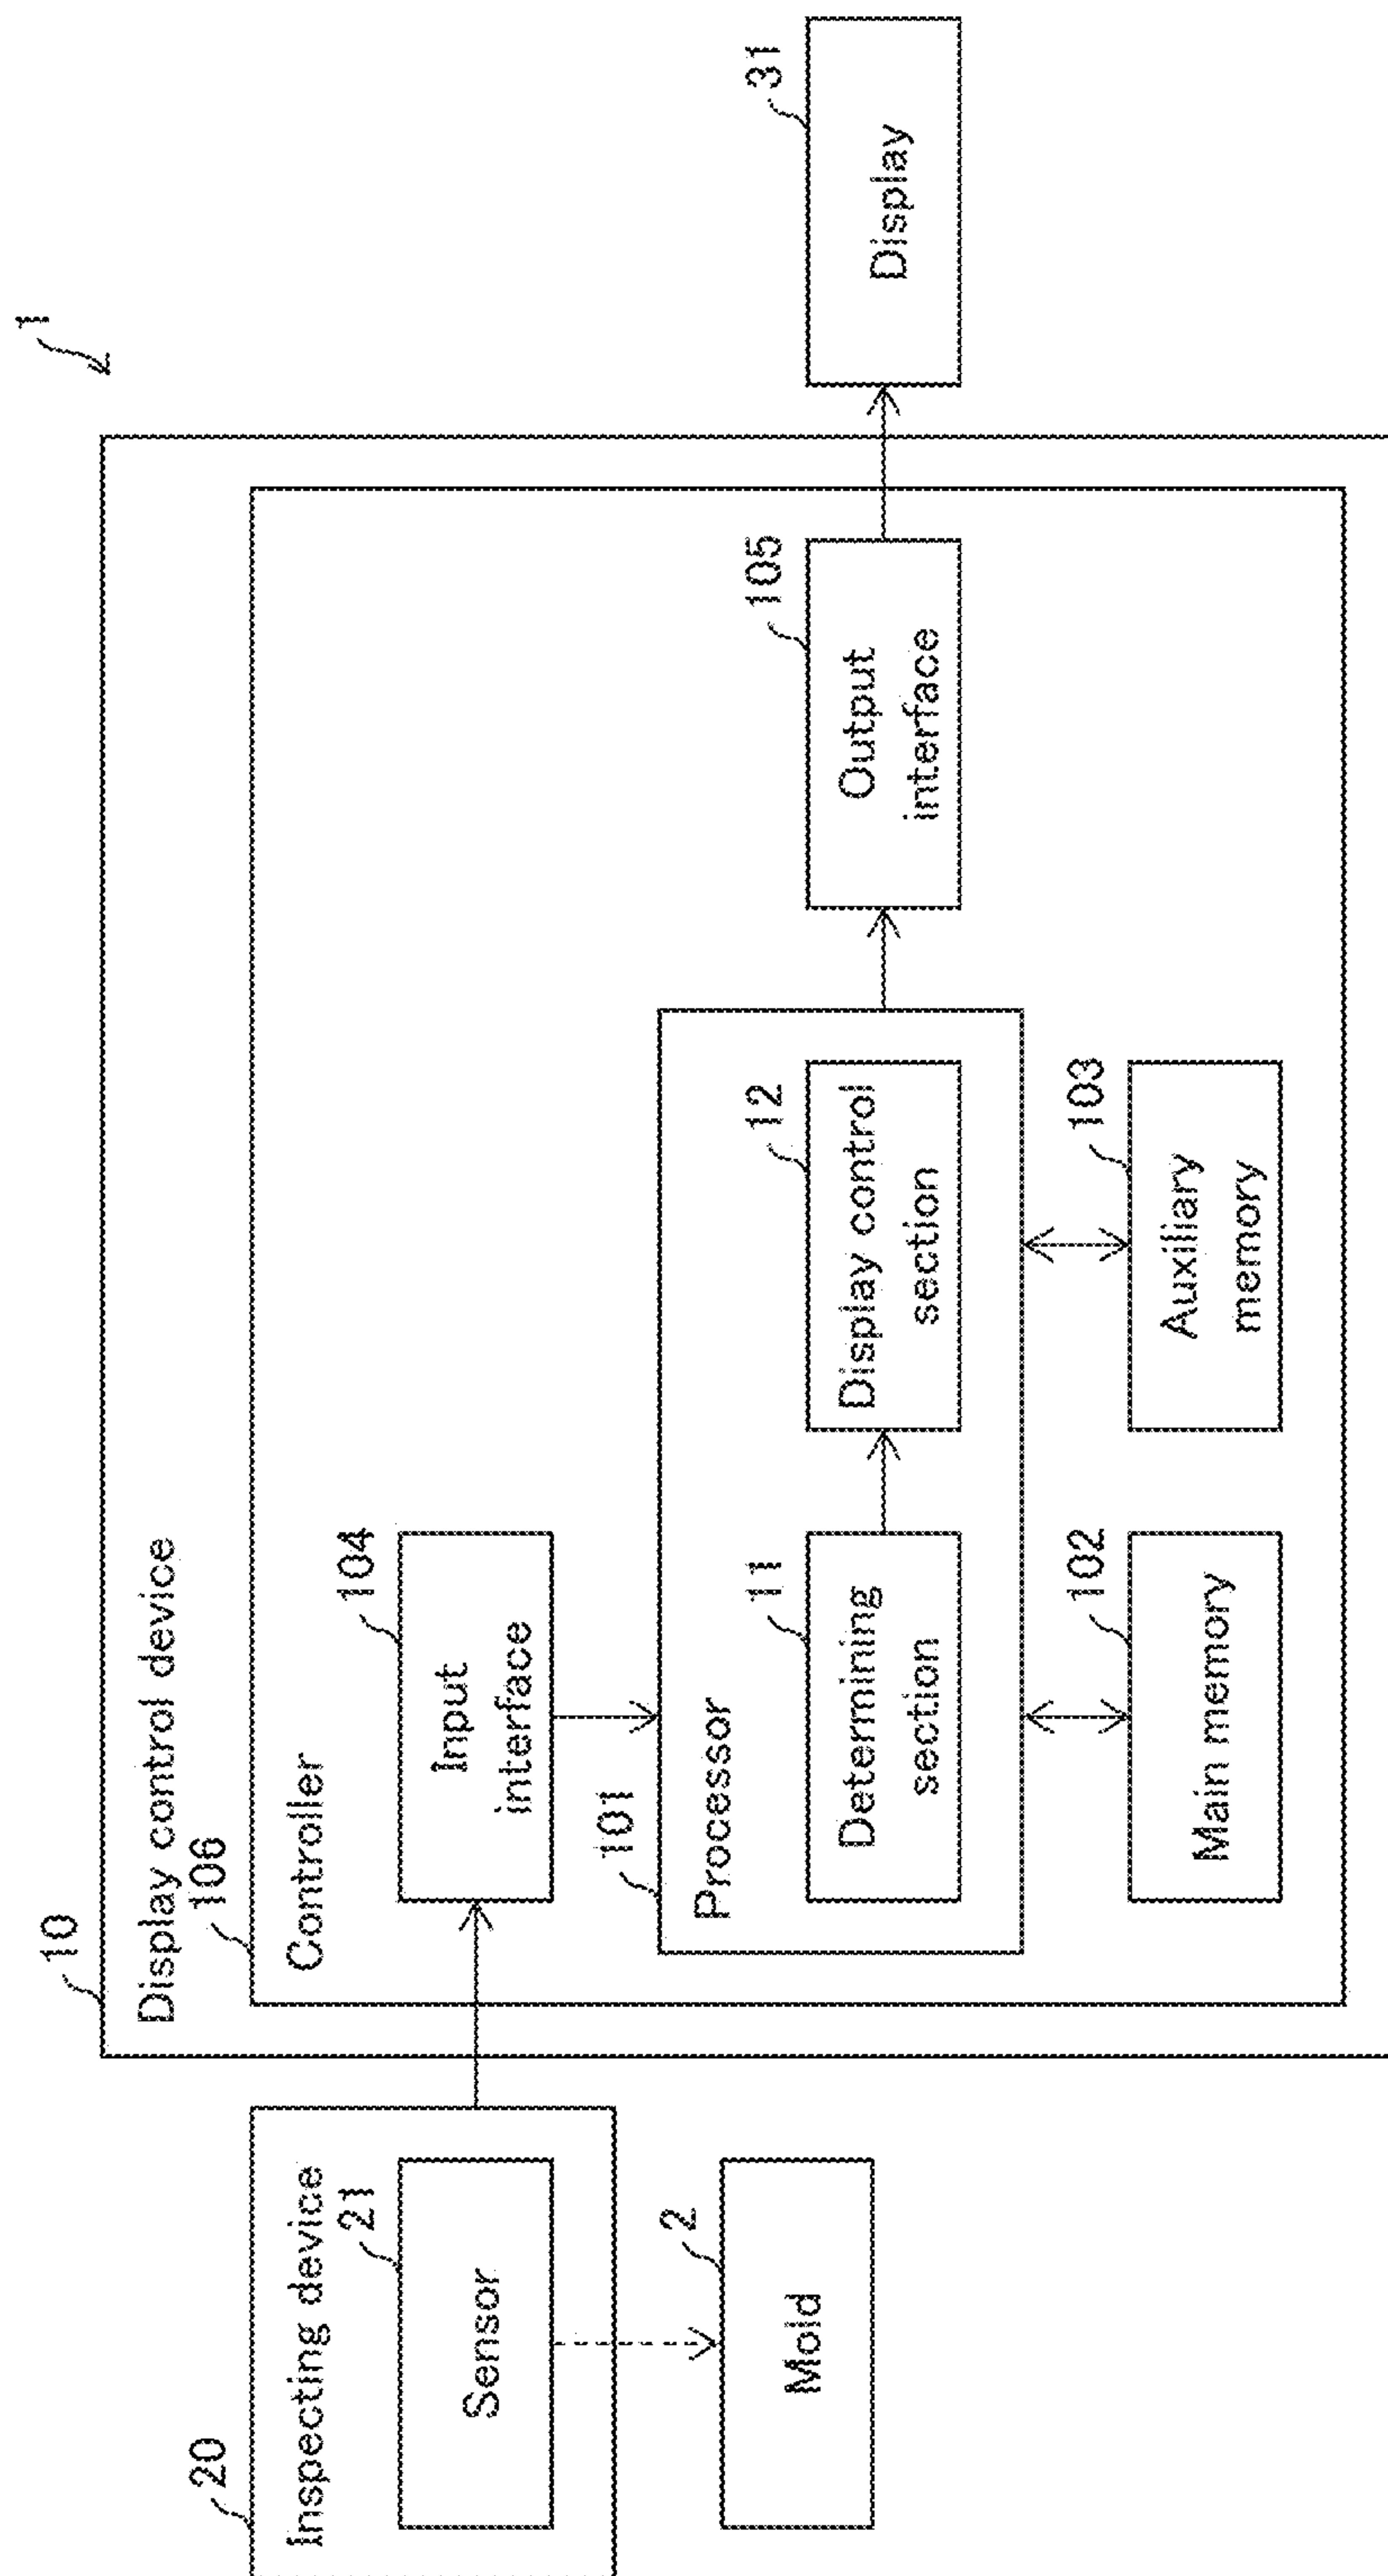 1
10
Display control device
106
Controller
20
Inspecting device
21
Sensor
2
Mold
104
Input
interface
101
Processor
11
Determining
section
12
Display control
section
105
Output
interface
31
Display
102
Main memory
103
Auxiliary
memory